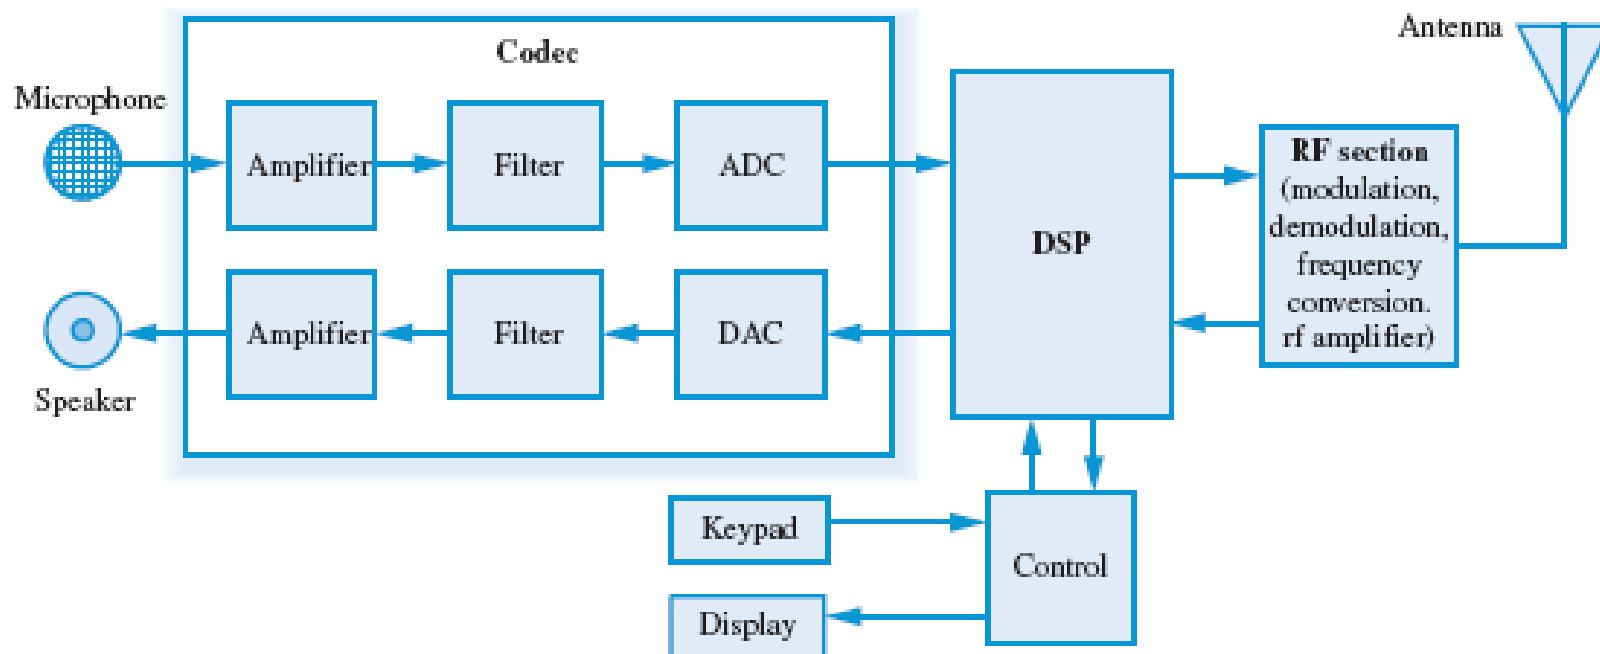 Antenna
Codec
Microphone
Amplifier
Filter
ADC
DSP
RF section
(modulation,
demodulation,
frequency
conversion.
rf amplifier)
Amplifier
Filter
DAC
Speaker
Keypad
Control
Display